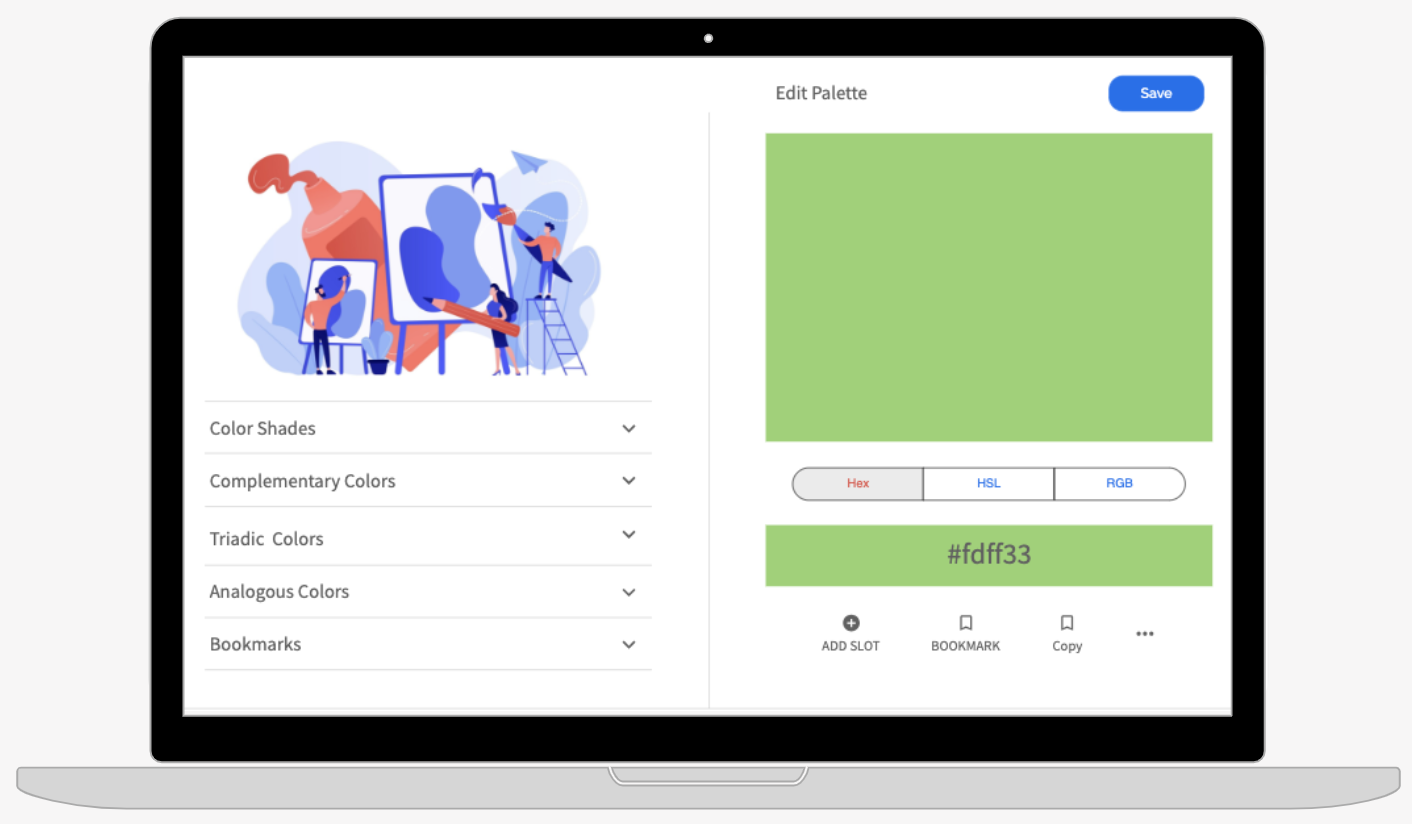 Edit Palette
Save
Color Shades
Complementary Colors
Triadic  Colors
Analogous Colors
Bookmarks
Hex
HSL
RGB
#fdff33
ADD SLOT
BOOKMARK
Copy